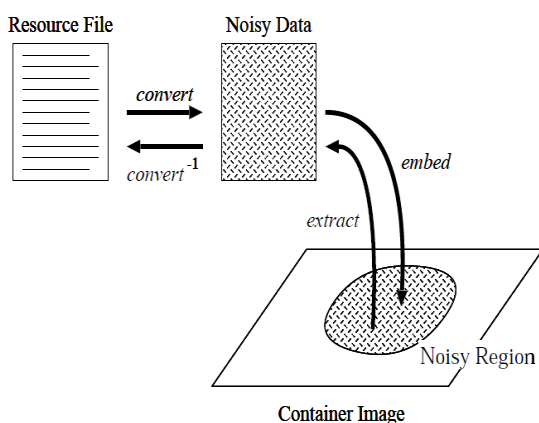 Resource File
Noisy Data
convert
convert-1
embed
extract
Noisy Region
Container Image